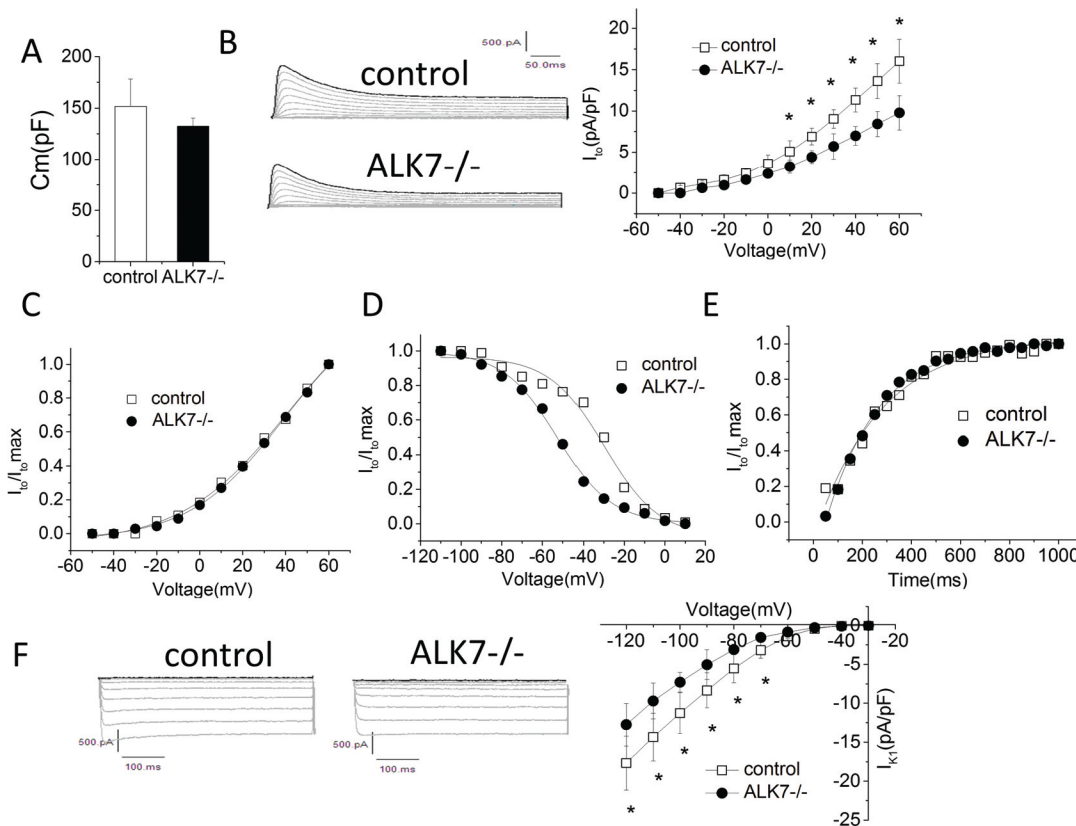 A
200
150
100
50
0
Cm(pF)
control ALK7-/-
B
control
ALK7-/-
500.pA
50.0ms
20
15
10
5
0
Ito(pA/pF)
control
ALK7-/-
* * * * * *
-60 -40 -20 0 20 40 60
Voltage(mV)
C
1.0
0.8
0.6
0.4
0.2
0.0
Ito/Itomax
control
ALK7-/-
-60 -40 -20 0 20 40 60
Voltage(mV)
D
1.0
0.8
0.6
0.4
0.2
0.0
Ito/Itomax
control
ALK7-/-
-120 -100 -80 -60 -40 -20 0 20
Voltage(mV)
E
1.0
0.8
0.6
0.4
0.2
0.0
Ito/Itomax
control
ALK7-/-
0 200 400 600 800 1000
Time(ms)
F
control
500.pA
100.ms
ALK7-/-
500.pA
100.ms
Voltage(mV)
-120 -100 -80 -60 -40 -20
0
-5
-10
-15
-20
-25
IK1(pA/pF)
* * * * * *
control
ALK7-/-